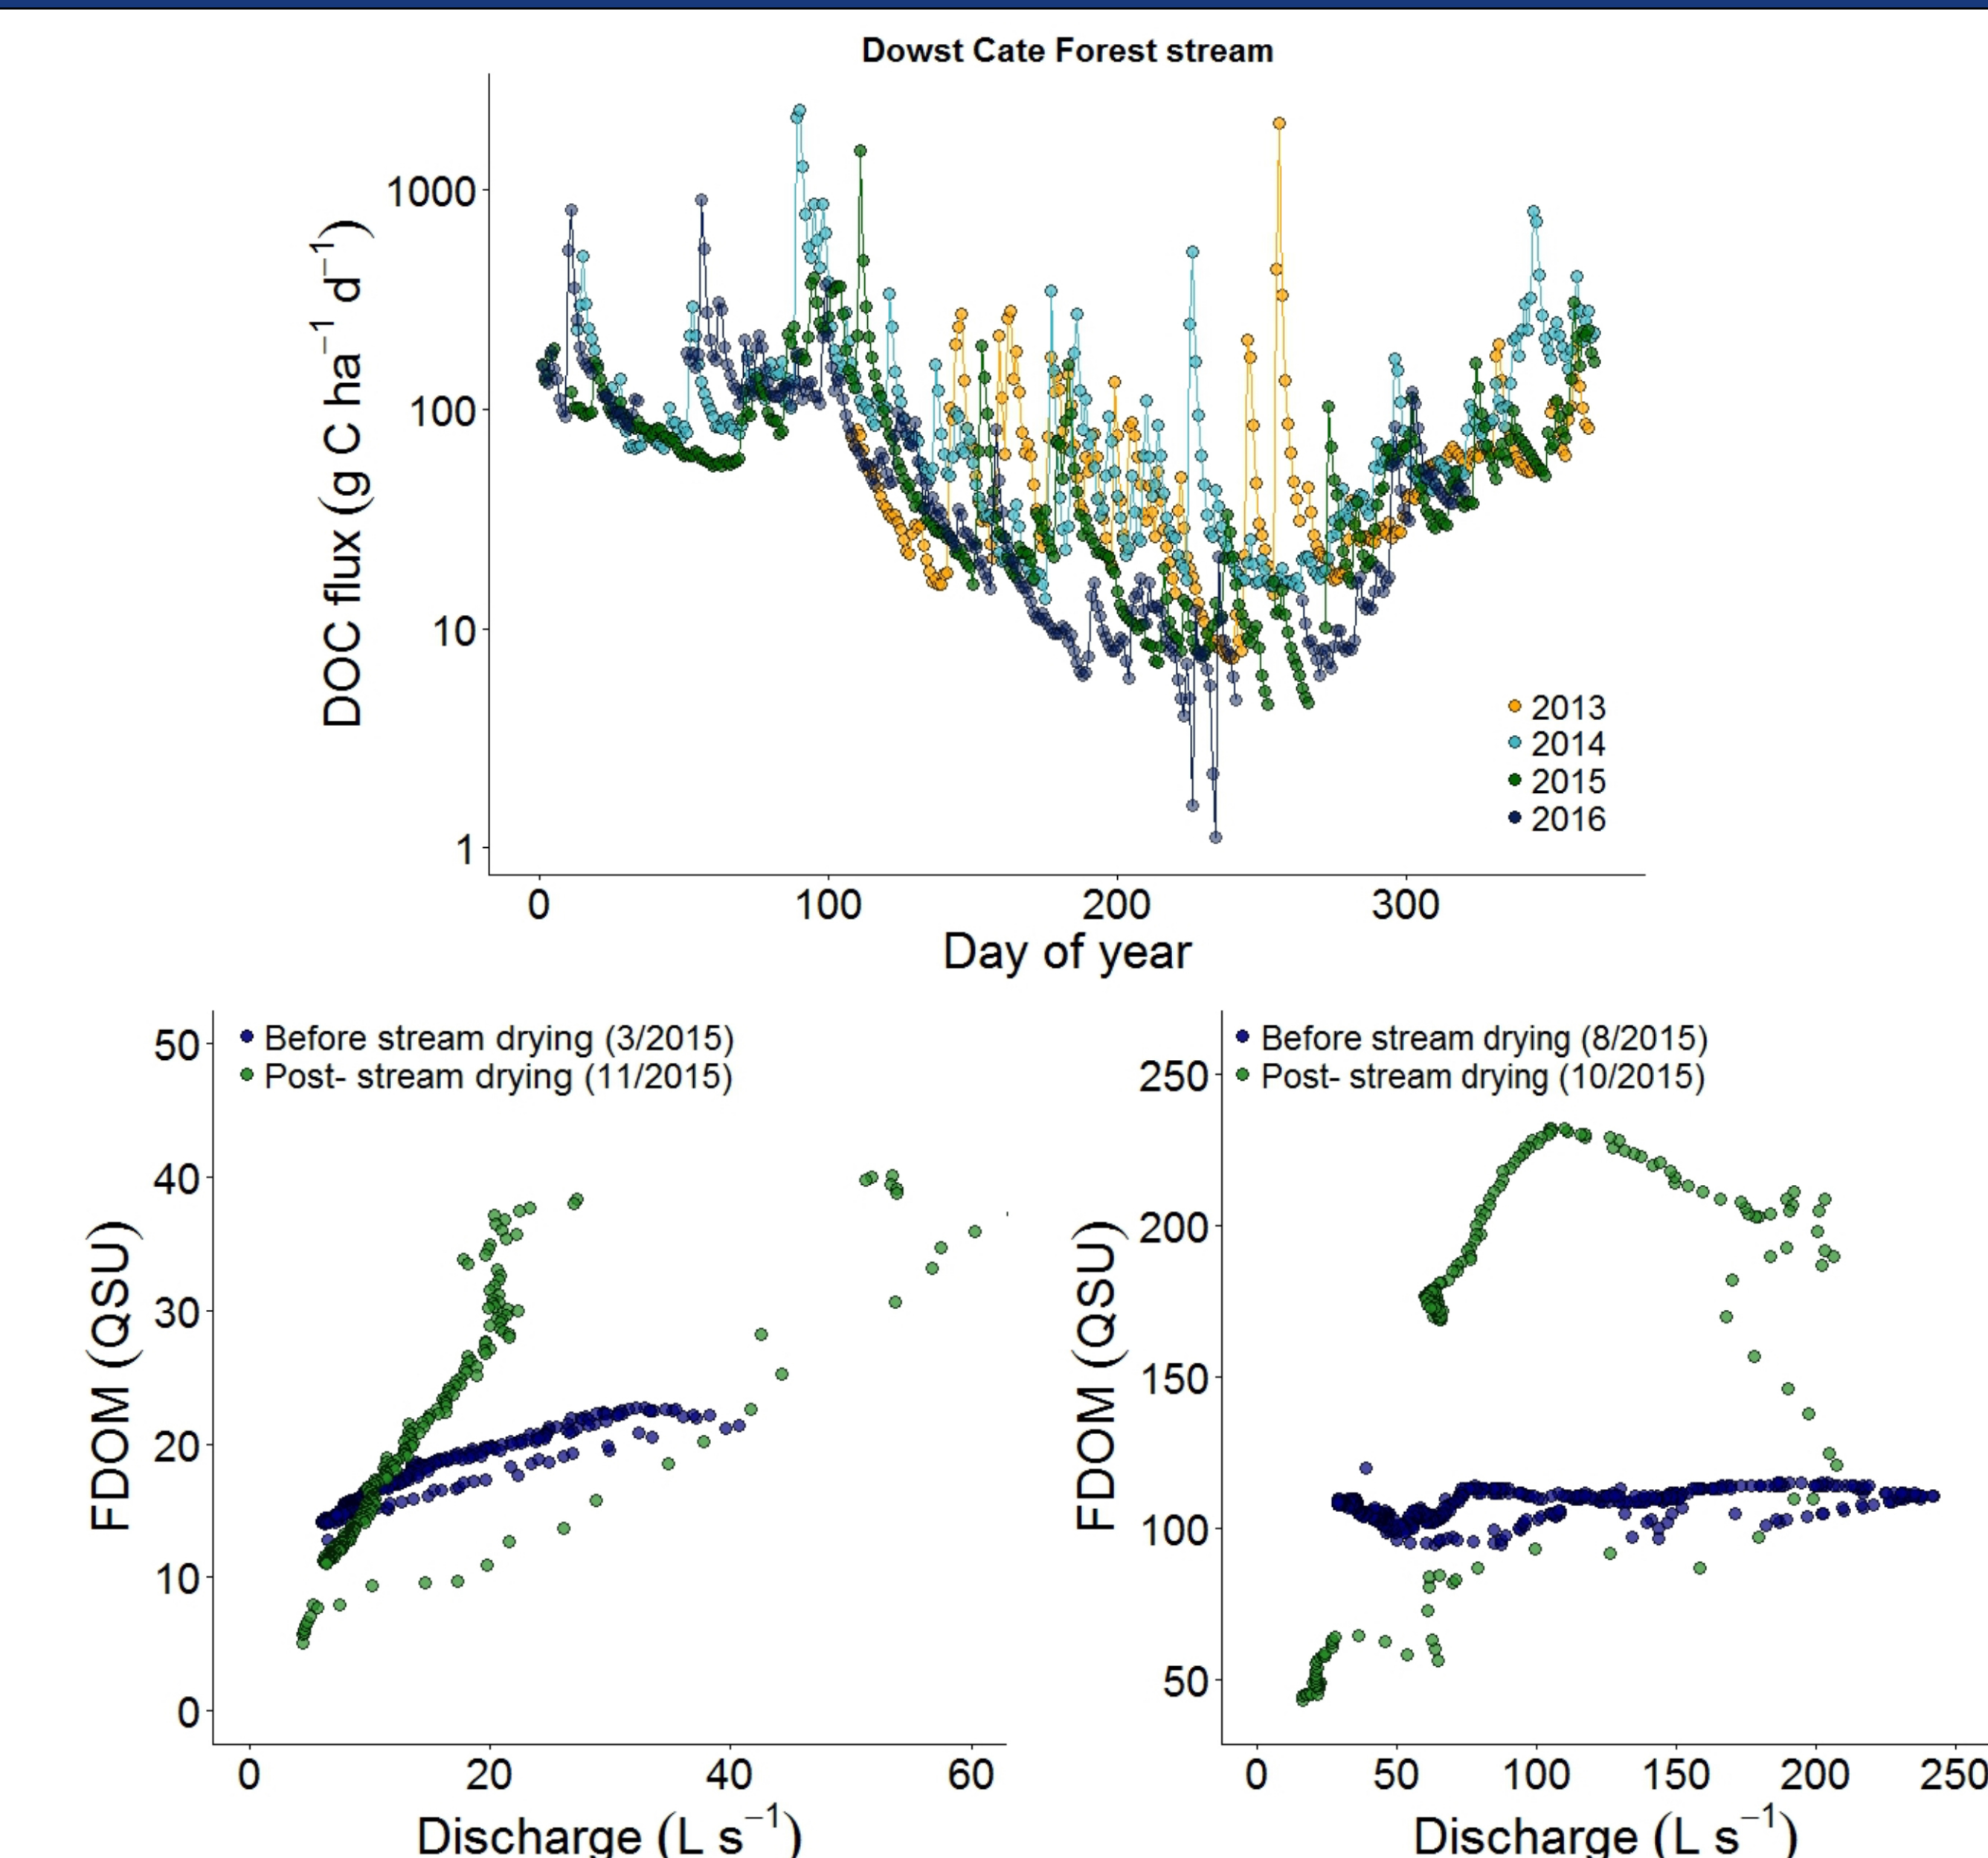 Dowst Cate Forest stream
DOC flux (g C ha⁻¹ d⁻¹)
1000
100
10
1
2013
2014
2015
2016
0 100 200 300
Day of year
Before stream drying (3/2015)
Post- stream drying (11/2015)
FDOM (QSU)
50
40
30
20
10
0
0 20 40 60
Discharge (L s⁻¹)
Before stream drying (8/2015)
Post- stream drying (10/2015)
FDOM (QSU)
250
200
150
100
50
0 50 100 150 200 250
Discharge (L s⁻¹)